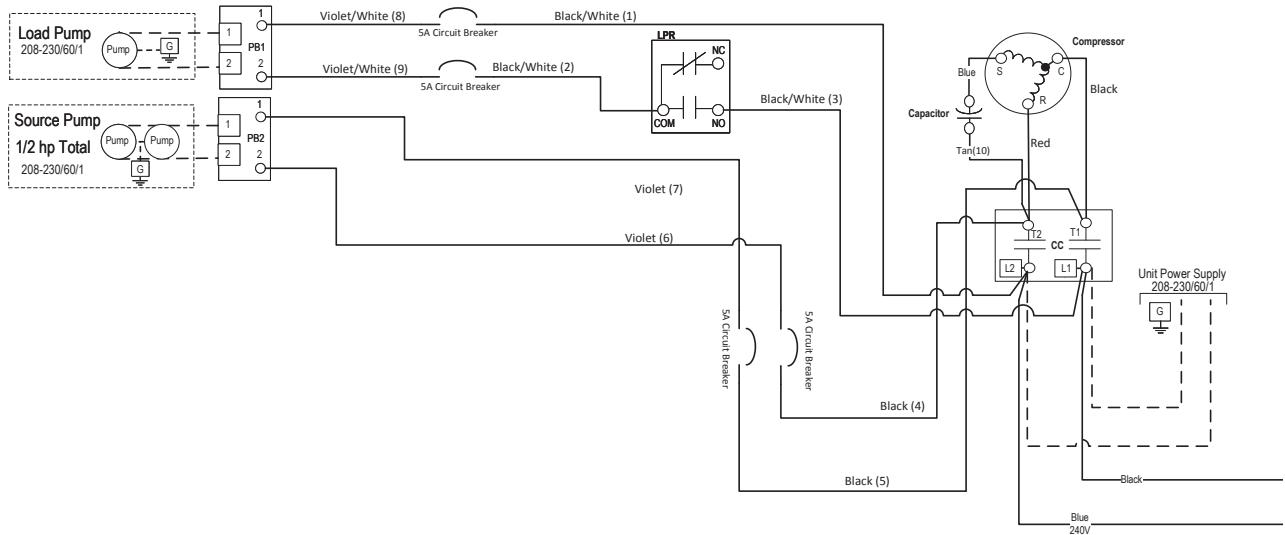 Load Pump
208-230/60/1
Pump
G
1
2
1
PB1
2
Violet/White (8)
5A Circuit Breaker
Black/White (1)
Violet/White (9)
5A Circuit Breaker
Black/White (2)
LPR
NC
COM
NO
Black/White (3)
Source Pump
1/2 hp Total
208-230/60/1
Pump
Pump
G
1
2
1
PB2
2
Violet (7)
Violet (6)
5A Circuit Breaker
5A Circuit Breaker
Black (4)
Black (5)
Compressor
S
C
R
Blue
Black
Capacitor
Tan(10)
Red
T2
T1
CC
L2
L1
Unit Power Supply
208-230/60/1
G
Black
Blue
240V